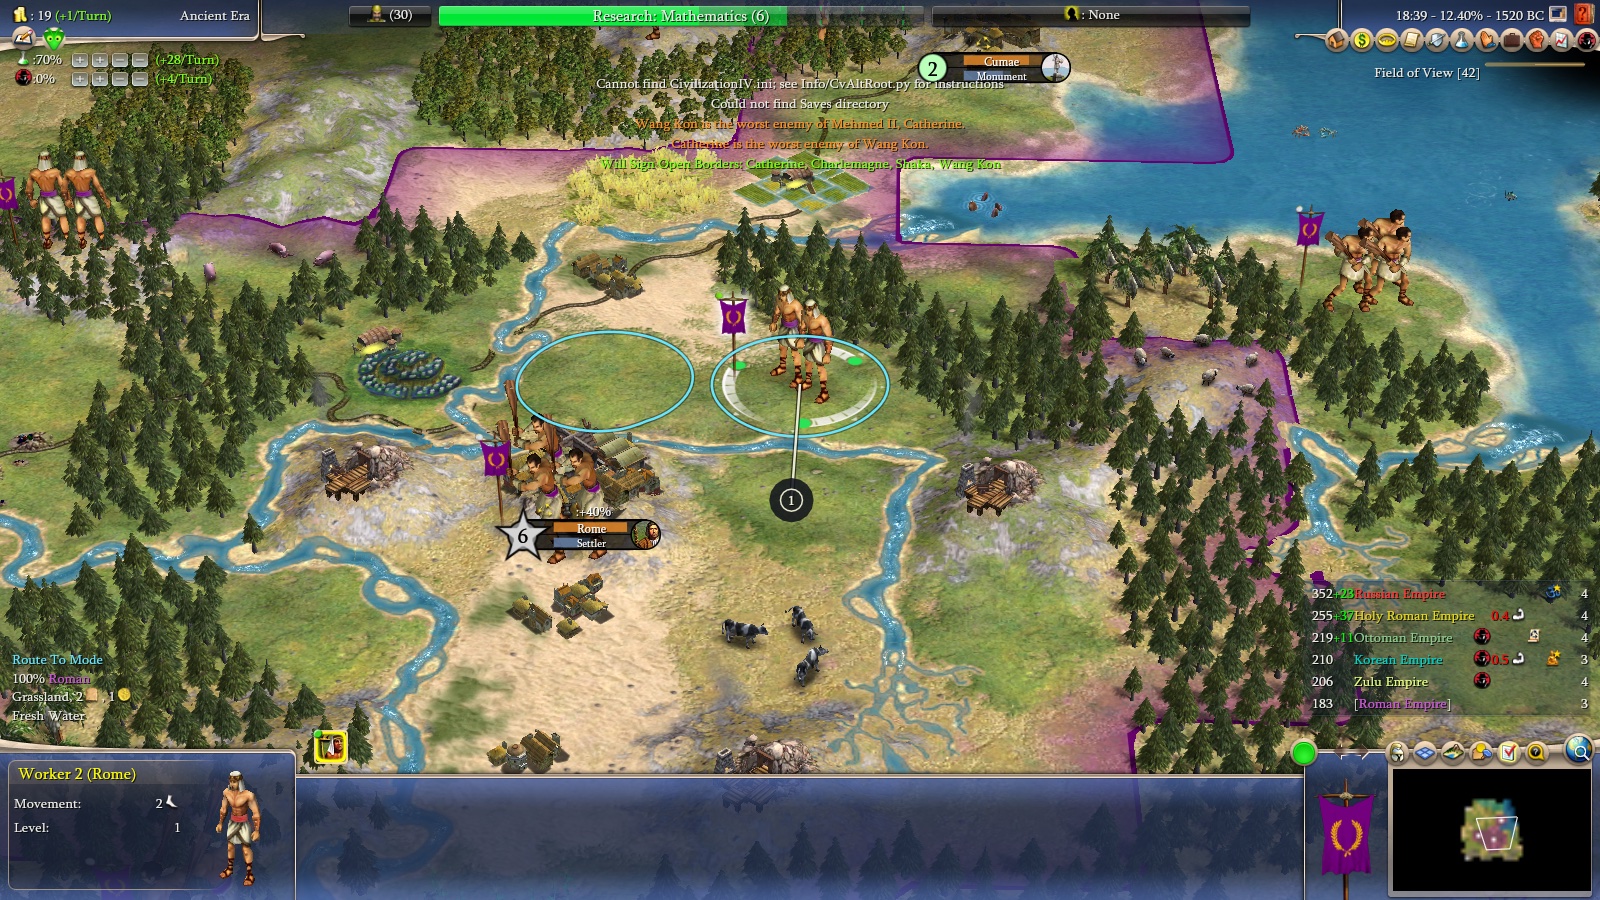 : 19 (+1/Turn)
Ancient Era
(30)
Research: Mathematics (6)
: None
18:39 - 12.40% - 1520 BC
:70%
(+28/Turn)
:0%
(+4/Turn)
Field of View [42]
2
Cumae
Monument
Cannot find CivilizationIV.ini; see Info/CvAltRoot.py for instructions
Could not find Saves directory
Wang Kon is the worst enemy of Mehmed II, Catherine.
Catherine is the worst enemy of Wang Kon.
Will Sign Open Borders: Catherine, Charlemagne, Shaka, Wang Kon
1
:+40%
6
Rome
Settler
352+23Russian Empire 4
255+37Holy Roman Empire 0.4 4
219+11Ottoman Empire 4
210 Korean Empire 0.5 3
206 Zulu Empire 4
183 [Roman Empire] 3
Route To Mode
100% Roman
Grassland, 2 , 1
Fresh Water
Worker 2 (Rome)
Movement: 2
Level: 1